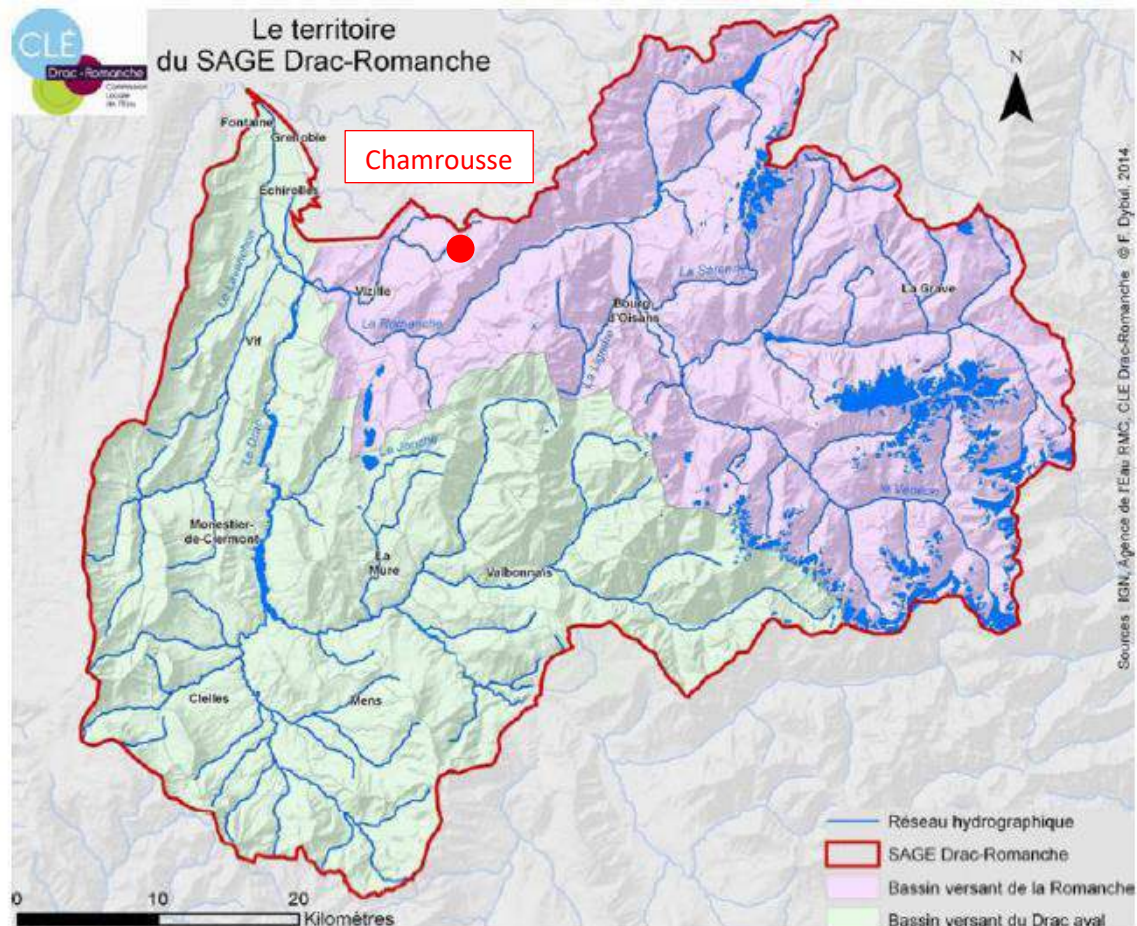 CLÉ
Drac - Romanche
Commission
Locale
de l'Eau
Le territoire
du SAGE Drac-Romanche
N
Fontaine
Grenoble
Chamrousse
Echirolles
Le Lavanchon
Vizille
La Romanche
La Sarenne
La Grave
Bourg
d'Oisans
La Lignarre
Vif
Le Drac
La Jonche
le Vénéon
Monestier-
de-Clermont
La
Mure
Valbonnais
Clelles
Mens
Sources : IGN, Agence de l'Eau RMC, CLE Drac-Romanche © F. Dybul, 2014
Réseau hydrographique
SAGE Drac-Romanche
Bassin versant de la Romanche
Bassin versant du Drac aval
0 10 20
Kilomètres